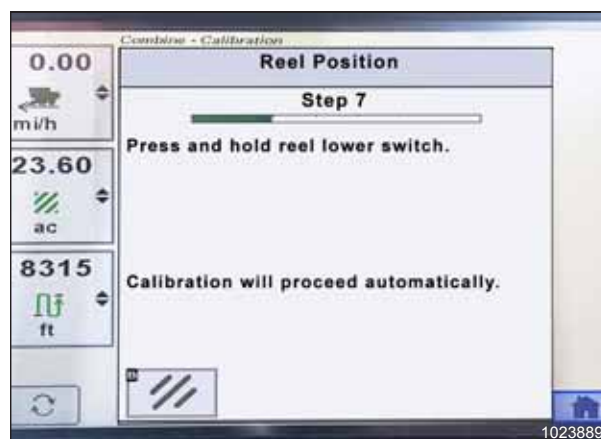 Combine - Calibration
Reel Position
Step 7
Press and hold reel lower switch.
Calibration will proceed automatically.
0.00
mi/h
23.60
ac
8315
ft
1023889